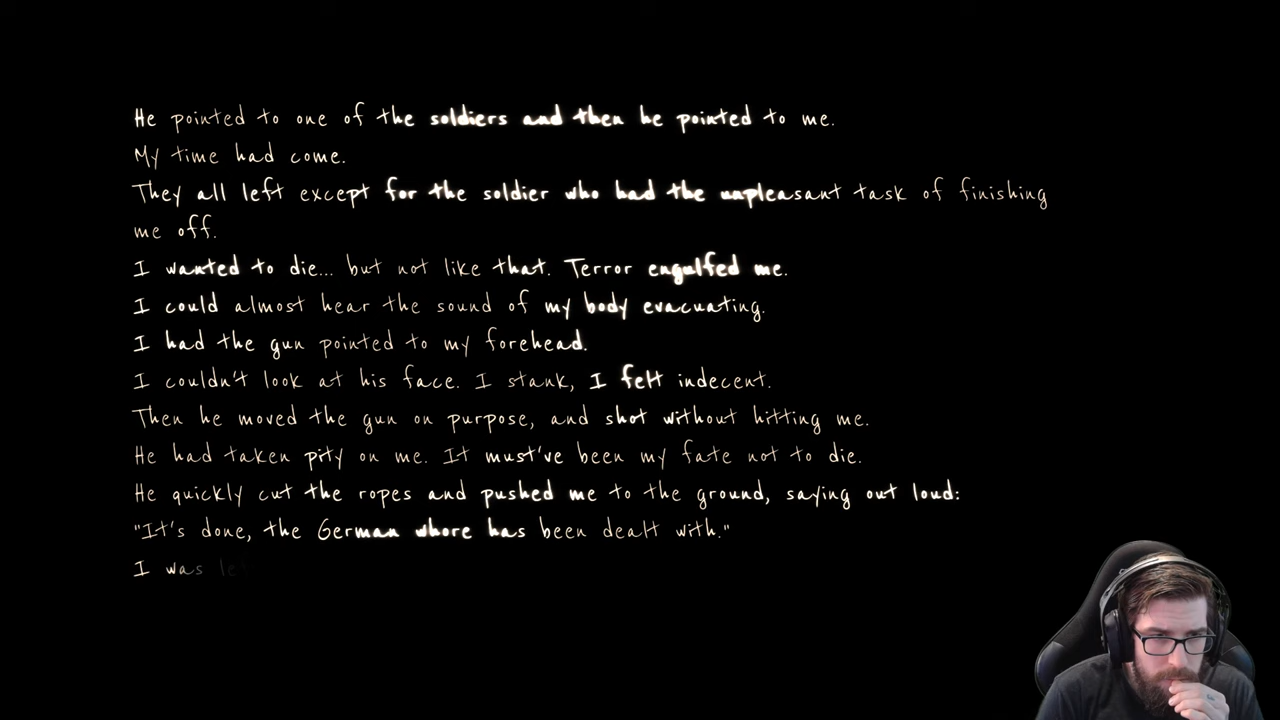 He pointed to one of the soldiers and then he pointed to me.
My time had come.
They all left except for the soldier who had the unpleasant task of finishing
me off.
I wanted to die... but not like that. Terror engulfed me.
I could almost hear the sound of my body evacuating.
I had the gun pointed to my forehead.
I couldn't look at his face. I stank, I felt indecent.
Then he moved the gun on purpose, and shot without hitting me.
He had taken pity on me. It must've been my fate not to die.
He quickly cut the ropes and pushed me to the ground, saying out loud:
"It's done, the German whore has been dealt with."
I was